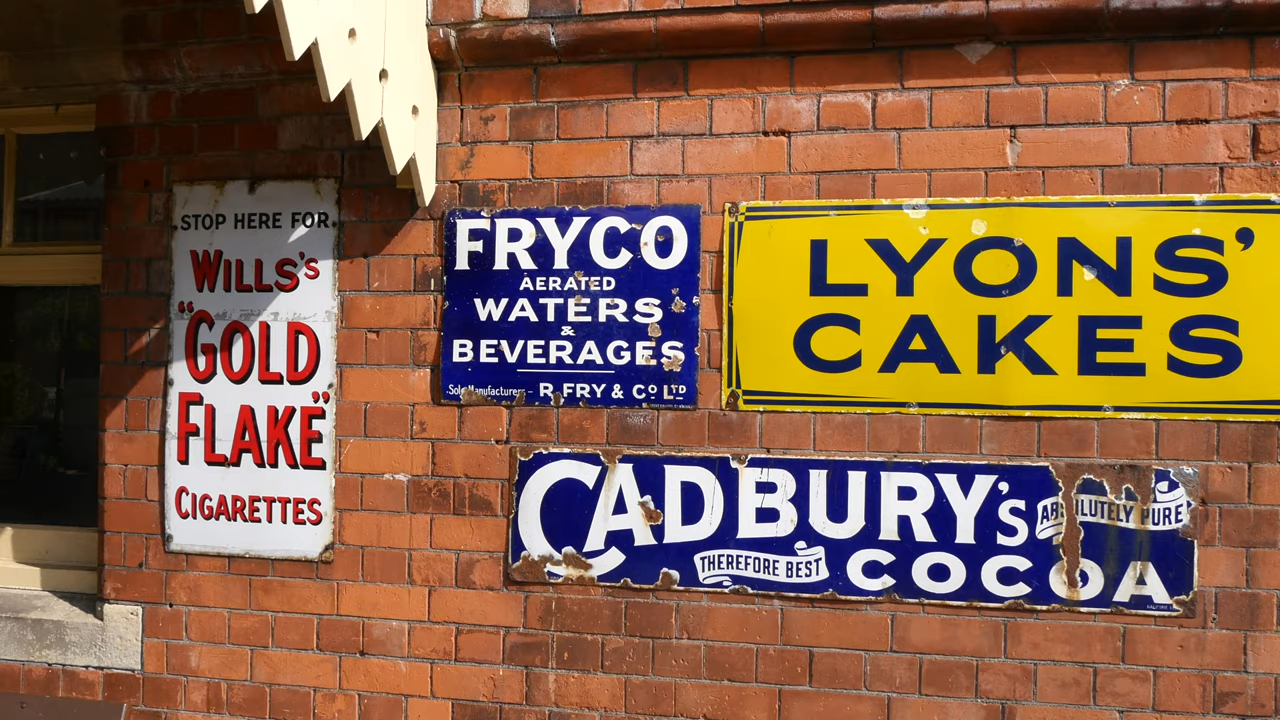 STOP HERE FOR
WILLS's
"GOLD
FLAKE"
CIGARETTES
FRYCO
AERATED
WATERS
&
BEVERAGES
Sole Manufacturers – R. FRY & Co LTD
LYONS'
CAKES
CADBURY's
ABSOLUTELY PURE
THEREFORE BEST
COCOA